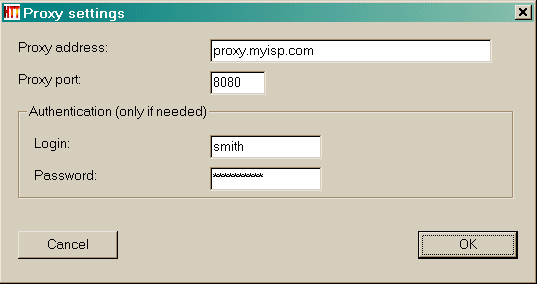 Proxy settings
Proxy address: proxy.myisp.com
Proxy port: 8080
Authentication (only if needed)
Login: smith
Password: ***********
Cancel OK